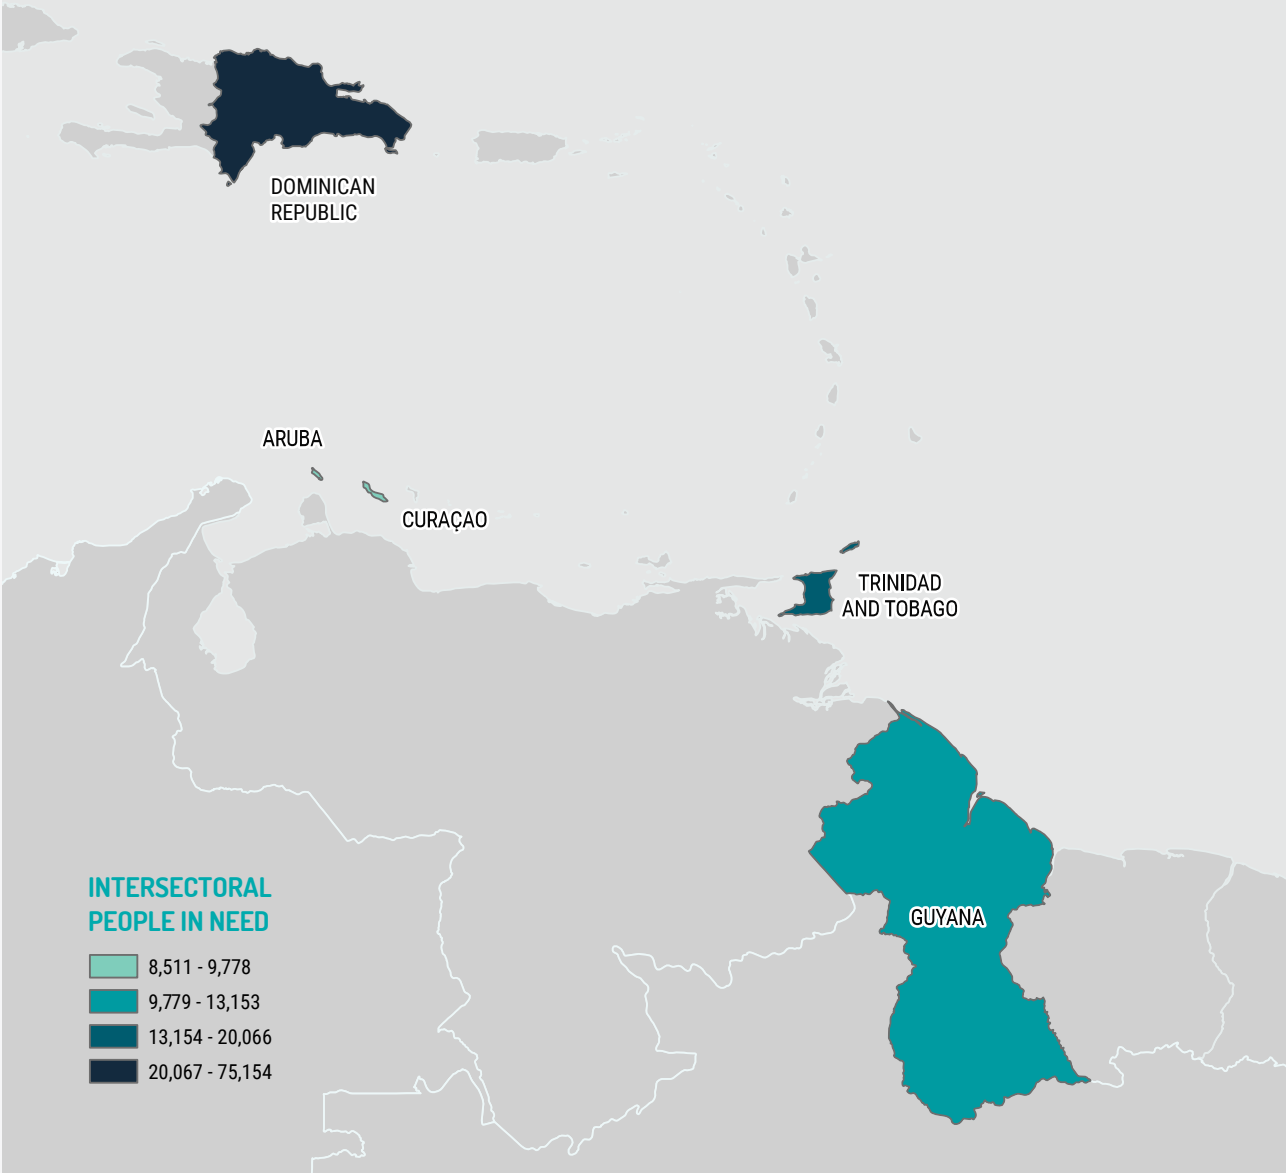 DOMINICAN
REPUBLIC
ARUBA
CURAÇAO
TRINIDAD
AND TOBAGO
GUYANA
INTERSECTORAL
PEOPLE IN NEED
8,511 - 9,778
9,779 - 13,153
13,154 - 20,066
20,067 - 75,154